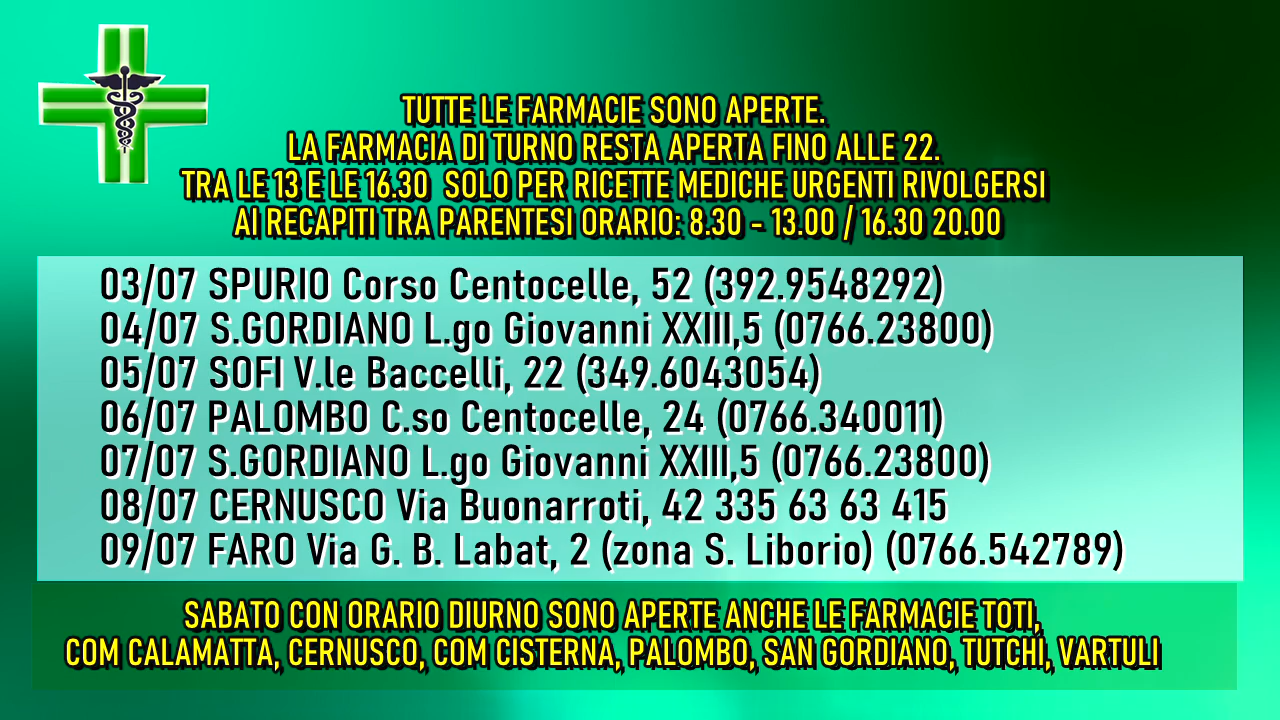 TUTTE LE FARMACIE SONO APERTE.
LA FARMACIA DI TURNO RESTA APERTA FINO ALLE 22.
TRA LE 13 E LE 16.30 SOLO PER RICETTE MEDICHE URGENTI RIVOLGERSI
AI RECAPITI TRA PARENTESI ORARIO: 8.30 - 13.00 / 16.30 20.00
03/07 SPURIO Corso Centocelle, 52 (392.9548292)
04/07 S.GORDIANO L.go Giovanni XXIII,5 (0766.23800)
05/07 SOFI V.le Baccelli, 22 (349.6043054)
06/07 PALOMBO C.so Centocelle, 24 (0766.340011)
07/07 S.GORDIANO L.go Giovanni XXIII,5 (0766.23800)
08/07 CERNUSCO Via Buonarroti, 42 335 63 63 415
09/07 FARO Via G. B. Labat, 2 (zona S. Liborio) (0766.542789)
SABATO CON ORARIO DIURNO SONO APERTE ANCHE LE FARMACIE TOTI,
COM CALAMATTA, CERNUSCO, COM CISTERNA, PALOMBO, SAN GORDIANO, TUTCHI, VARTULI